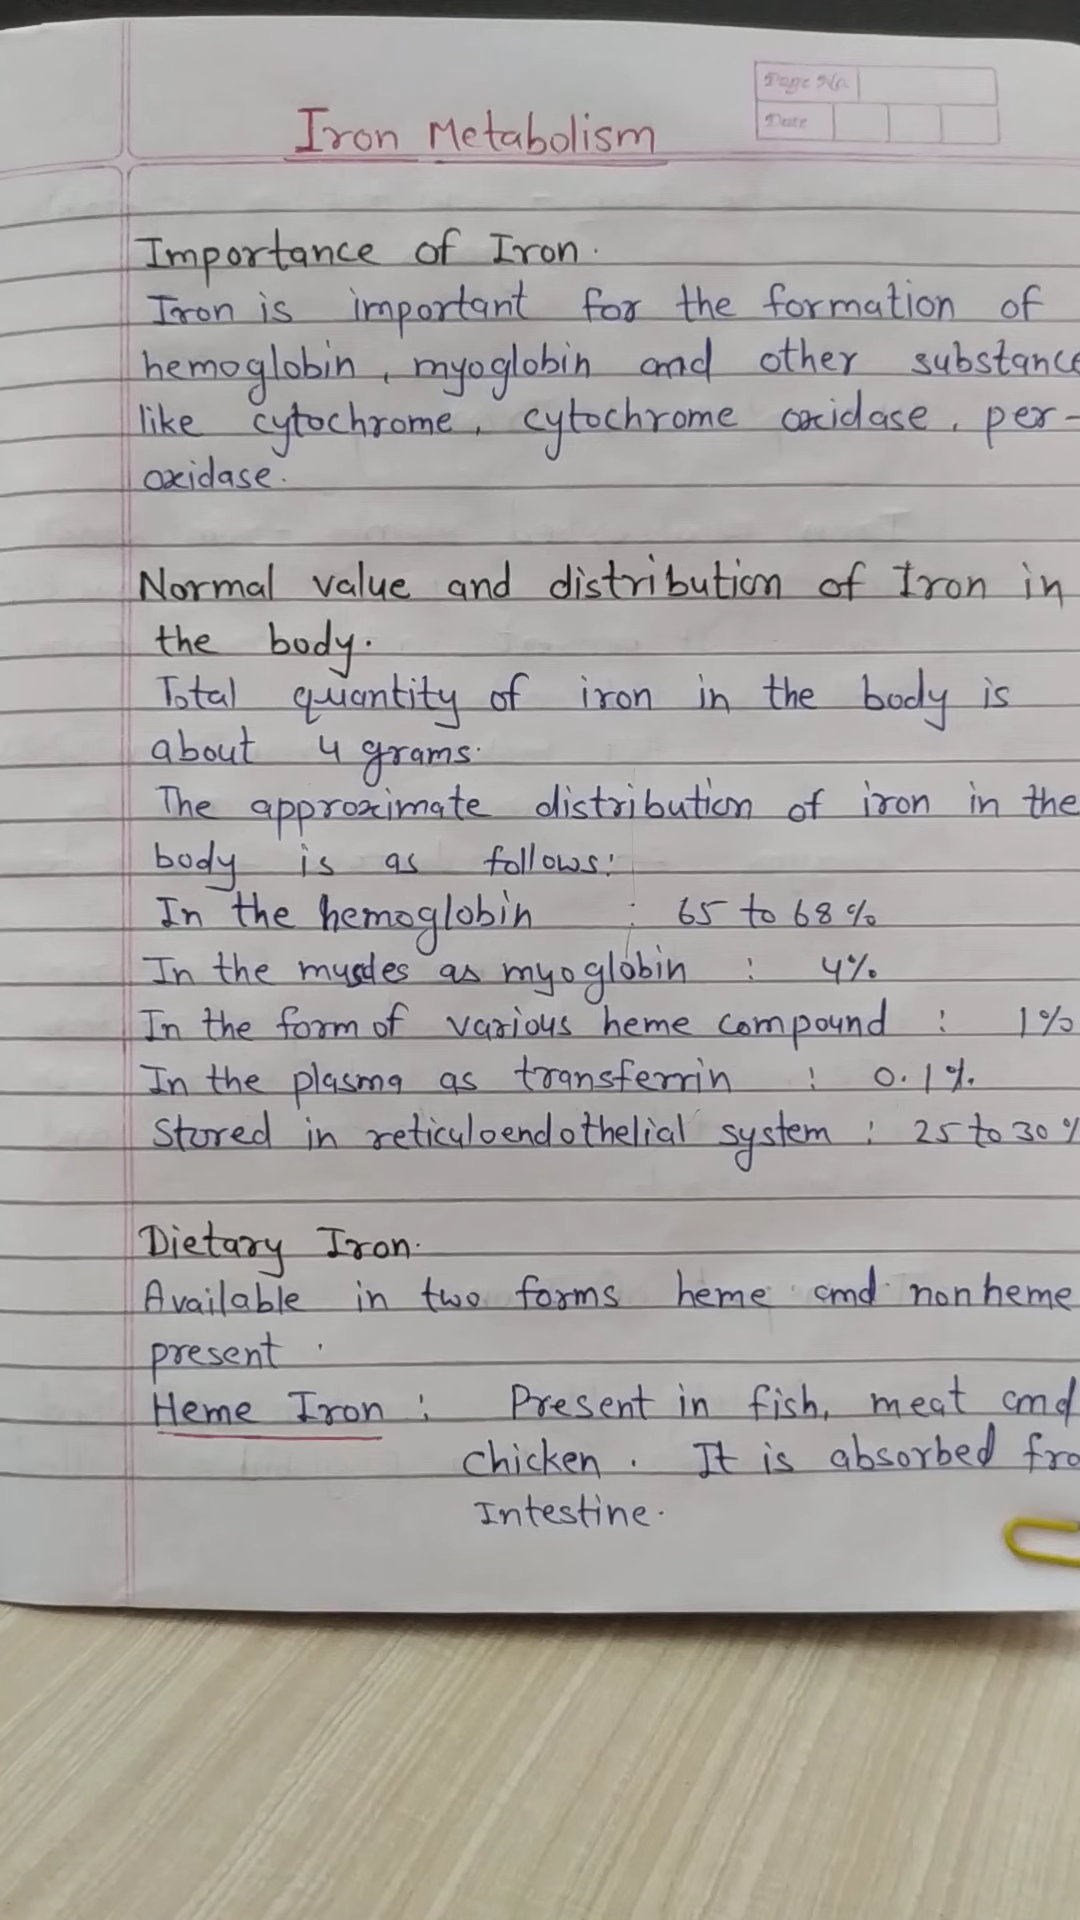 Page No.
Date
Iron Metabolism
Importance of Iron.
Iron is important for the formation of
hemoglobin, myoglobin and other substance
like cytochrome, cytochrome oxidase, per-
oxidase.
Normal value and distribution of Iron in
the body.
Total quantity of iron in the body is
about 4 grams.
The approximate distribution of iron in the
body is as follows:
In the hemoglobin : 65 to 68%
In the muscles as myoglobin : 4%
In the form of various heme compound : 1%
In the plasma as transferrin : 0.1%
Stored in reticuloendothelial system : 25 to 30%
Dietary Iron.
Available in two forms heme and nonheme
present.
Heme Iron : Present in fish, meat and
chicken. It is absorbed fro
Intestine.